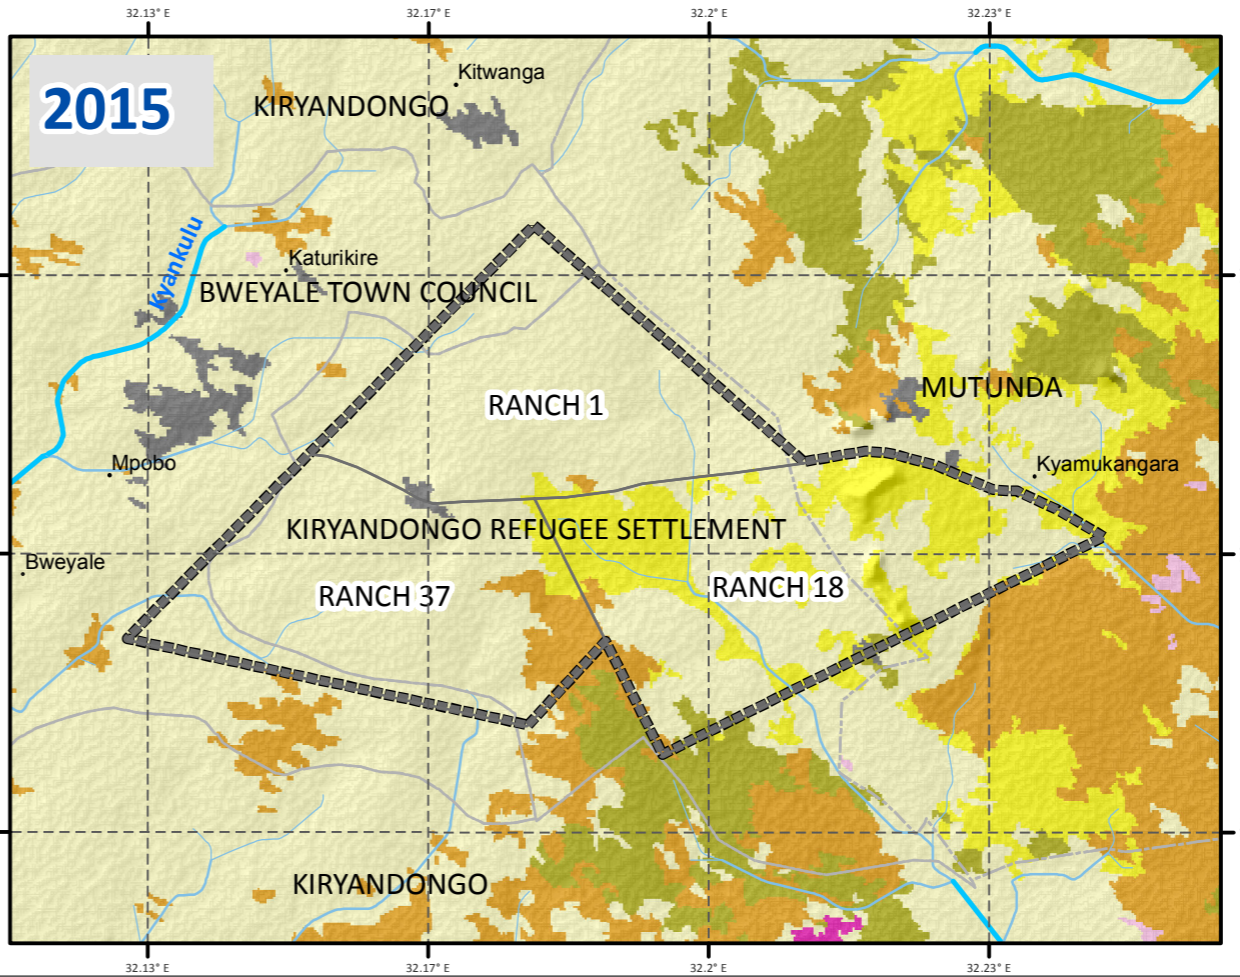 32.13° E 32.17° E 32.2° E 32.23° E
2015
Kitwanga
KIRYANDONGO
Kyankulu
Katurikire
BWEYALE TOWN COUNCIL
MUTUNDA
RANCH 1
Mpobo
Kyamukangara
KIRYANDONGO REFUGEE SETTLEMENT
Bweyale
RANCH 37
RANCH 18
KIRYANDONGO
32.13° E 32.17° E 32.2° E 32.23° E